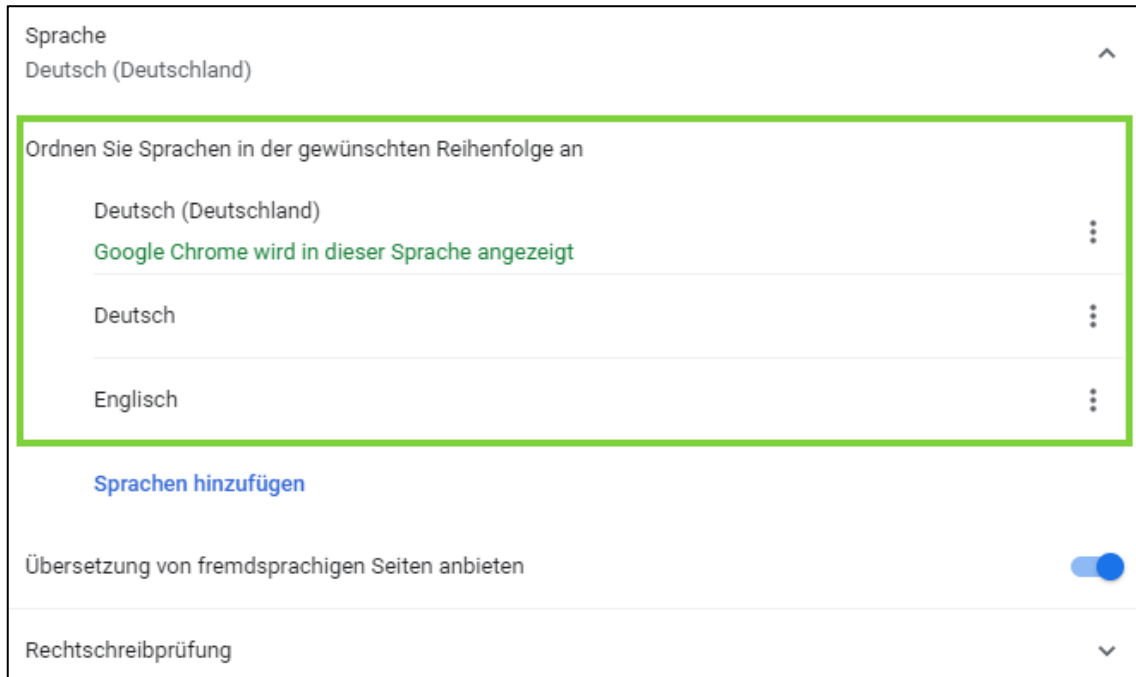 Sprache
Deutsch (Deutschland)
Ordnen Sie Sprachen in der gewünschten Reihenfolge an
Deutsch (Deutschland)
Google Chrome wird in dieser Sprache angezeigt
Deutsch
Englisch
Sprachen hinzufügen
Übersetzung von fremdsprachigen Seiten anbieten
Rechtschreibprüfung